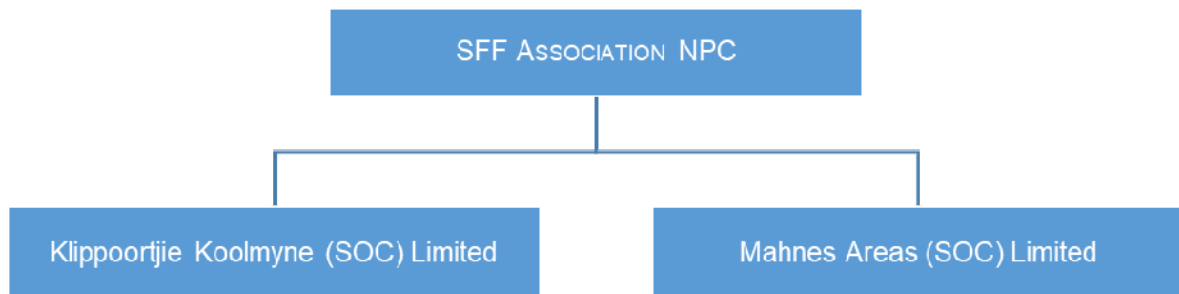 SFF ASSOCIATION NPC
Klippoortjie Koolmyne (SOC) Limited
Mahnes Areas (SOC) Limited